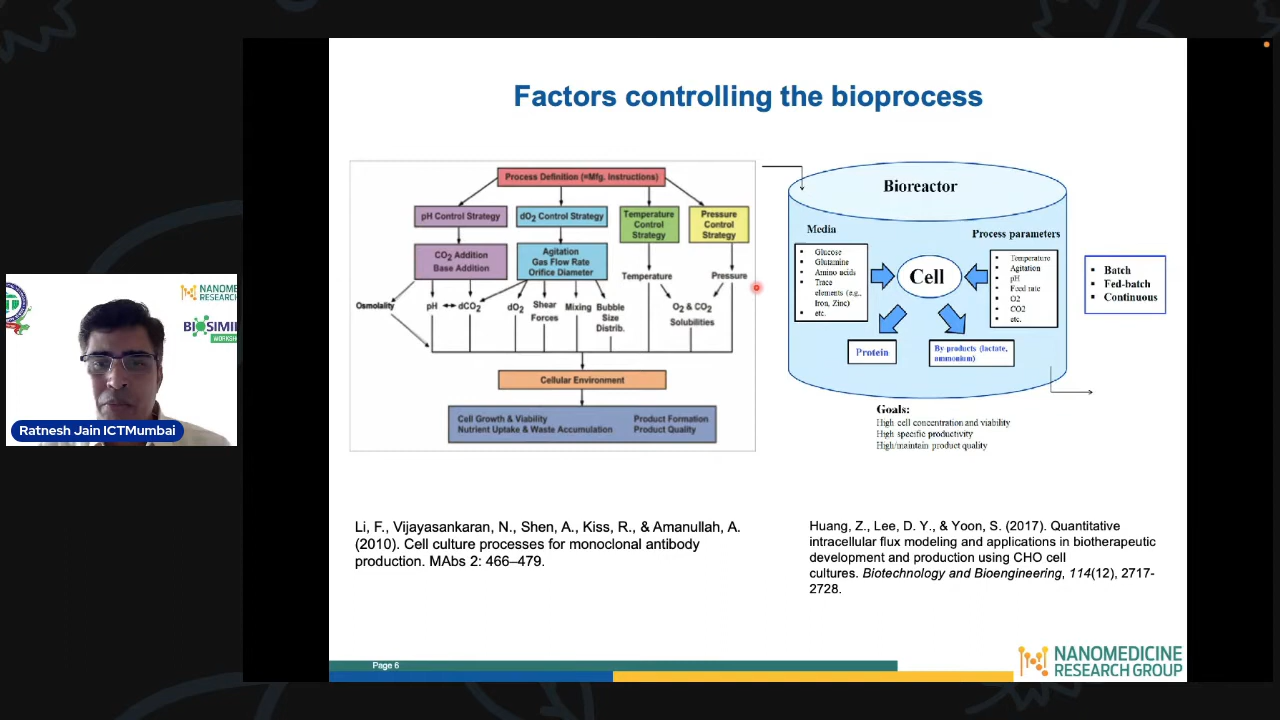 Factors controlling the bioprocess
Process Definition (=Mfg. Instructions)
pH Control Strategy
dO2 Control Strategy
Temperature
Control
Strategy
Pressure
Control
Strategy
CO2 Addition
Base Addition
Agitation
Gas Flow Rate
Orifice Diameter
Temperature
Pressure
Osmolality
pH
dCO2
dO2
Shear
Forces
Mixing
Bubble
Size
Distrib.
O2 & CO2
Solubilities
Cellular Environment
Cell Growth & Viability
Nutrient Uptake & Waste Accumulation
Product Formation
Product Quality
Bioreactor
Media
Glucose
Glutamine
Amino acids
Trace
elements (e.g.,
Iron, Zinc)
etc.
Cell
Process parameters
Temperature
Agitation
pH
Feed rate
O2
CO2
etc.
Protein
By-products (lactate,
ammonium)
Batch
Fed-batch
Continuous
Goals:
High cell concentration and viability
High specific productivity
High/maintain product quality
Li, F., Vijayasankaran, N., Shen, A., Kiss, R., & Amanullah, A.
(2010). Cell culture processes for monoclonal antibody
production. MAbs 2: 466–479.
Huang, Z., Lee, D. Y., & Yoon, S. (2017). Quantitative
intracellular flux modeling and applications in biotherapeutic
development and production using CHO cell
cultures. Biotechnology and Bioengineering, 114(12), 2717-
2728.
Page 6
NANOMEDICINE
RESEARCH GROUP
NANOME
RESEARC
BIOSIMIL
WORKSHO
Ratnesh Jain ICTMumbai